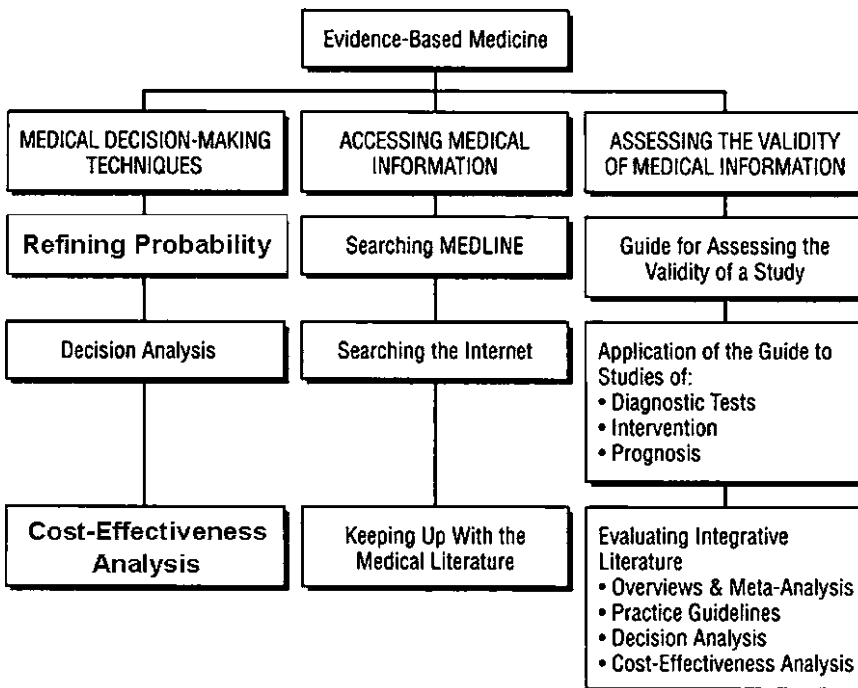 Evidence-Based Medicine
MEDICAL DECISION-MAKING
TECHNIQUES
ACCESSING MEDICAL
INFORMATION
ASSESSING THE VALIDITY
OF MEDICAL INFORMATION
Refining Probability
Searching MEDLINE
Guide for Assessing the
Validity of a Study
Decision Analysis
Searching the Internet
Application of the Guide to
Studies of:
• Diagnostic Tests
• Intervention
• Prognosis
Cost-Effectiveness
Analysis
Keeping Up With the
Medical Literature
Evaluating Integrative
Literature
• Overviews & Meta-Analysis
• Practice Guidelines
• Decision Analysis
• Cost-Effectiveness Analysis